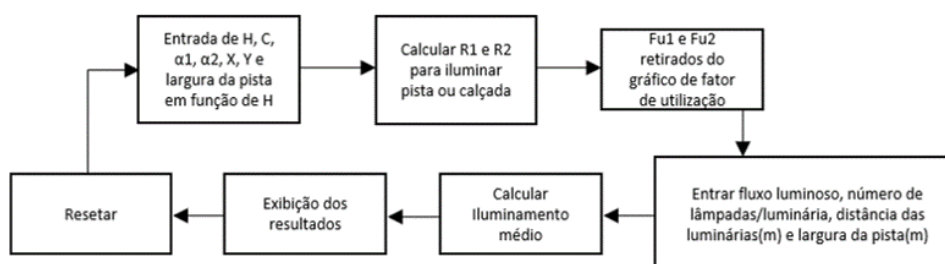 Entrada de H, C,
α1, α2, X, Y e
largura da pista
em função de H
Calcular R1 e R2
para iluminar
pista ou calçada
Fu1 e Fu2
retirados do
gráfico de fator
de utilização
Entrar fluxo luminoso, número de
lâmpadas/luminária, distância das
luminárias(m) e largura da pista(m)
Calcular
Iluminamento
médio
Exibição dos
resultados
Resetar